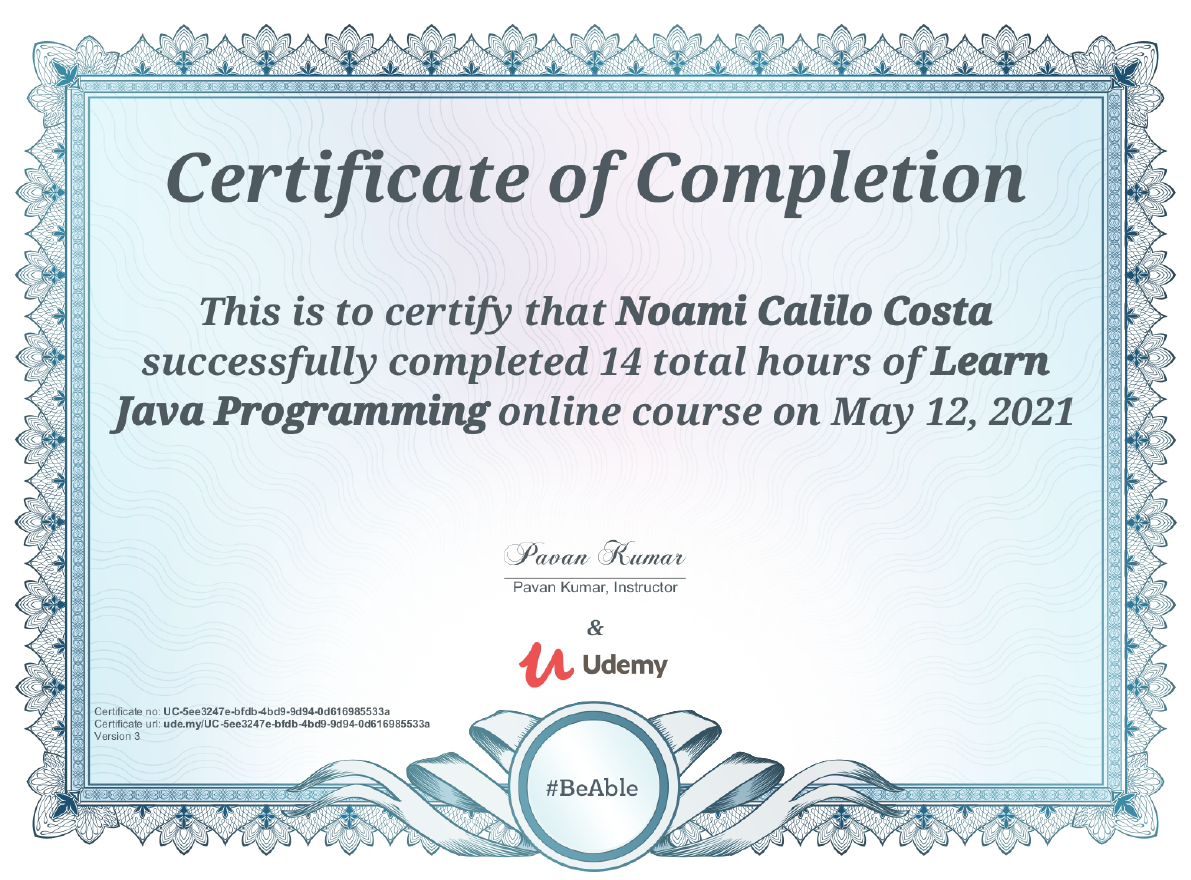 Certificate of Completion
This is to certify that Noami Calilo Costa
successfully completed 14 total hours of Learn
Java Programming online course on May 12, 2021
Pavan Kumar
Pavan Kumar, Instructor
&
Udemy
Certificate no: UC-5ee3247e-bfdb-4bd9-9d94-0d616985533a
Certificate url: ude.my/UC-5ee3247e-bfdb-4bd9-9d94-0d616985533a
Version 3
#BeAble